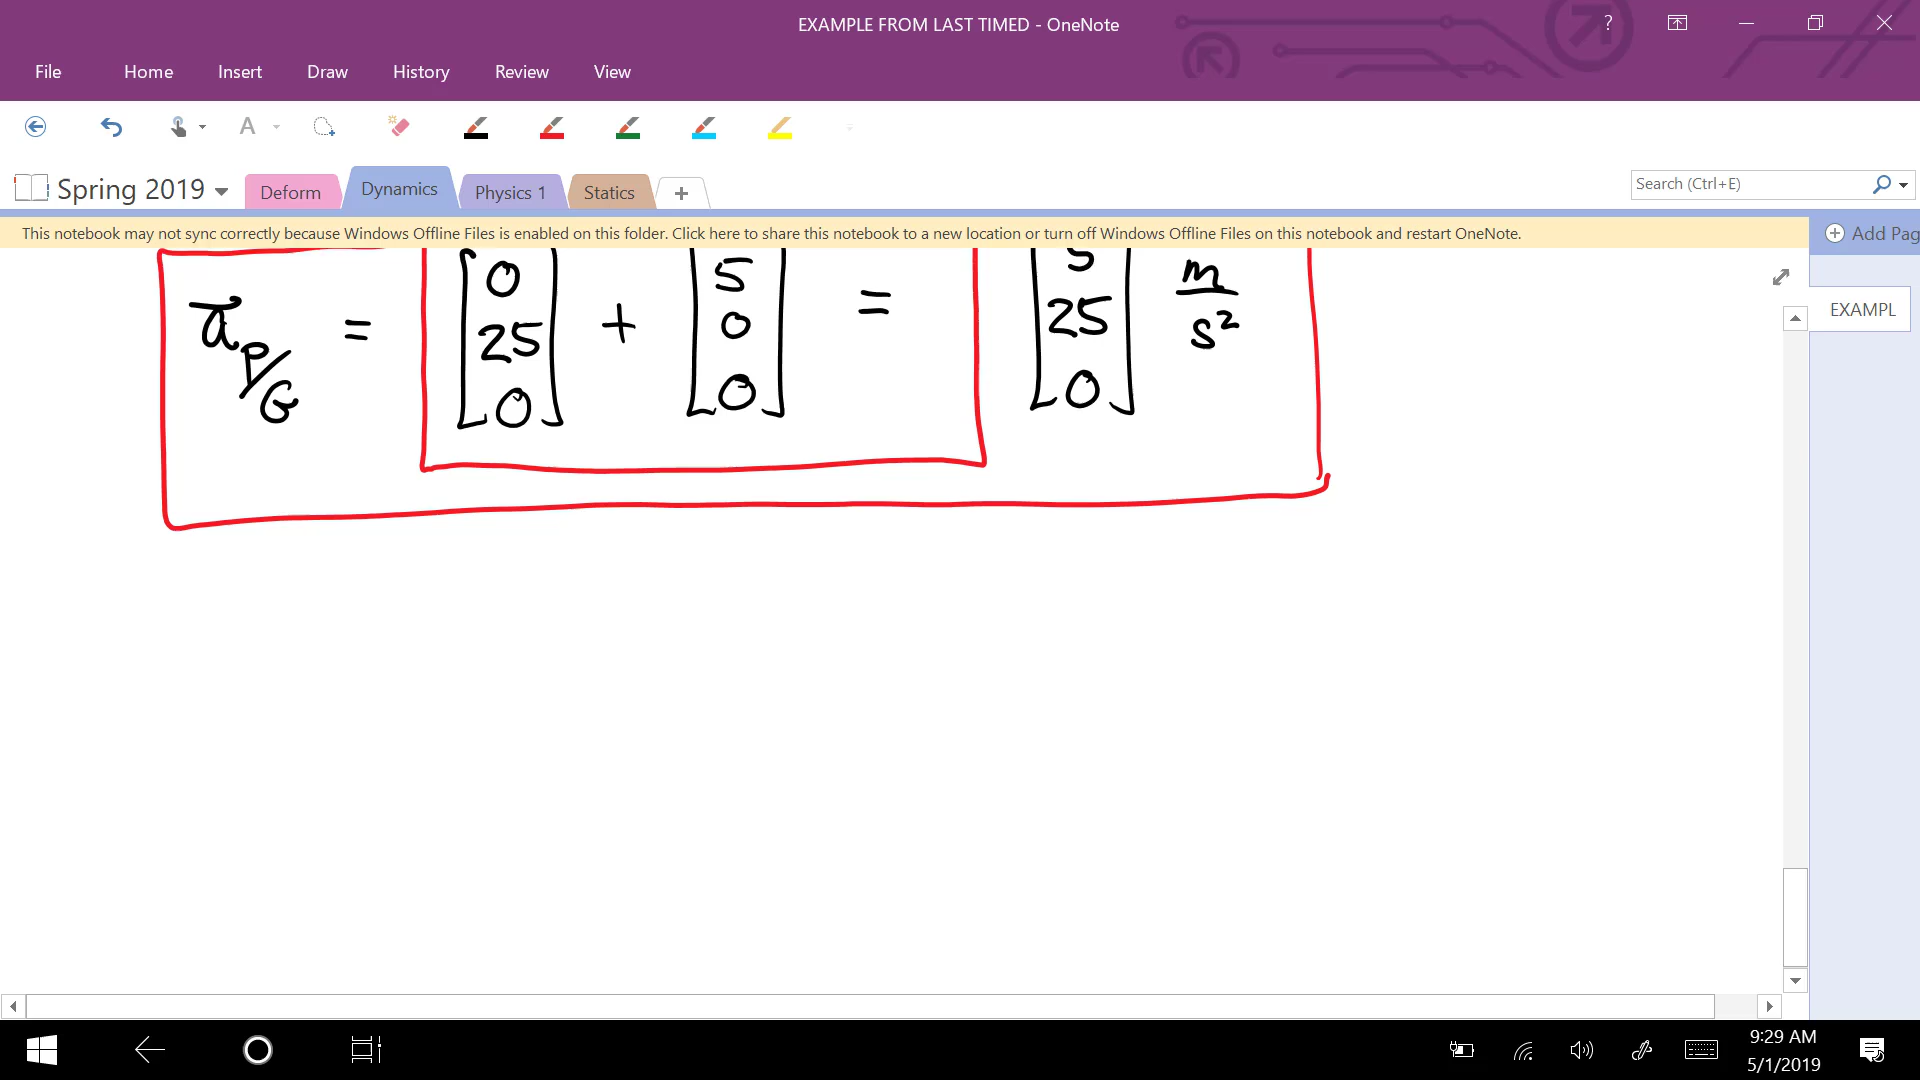 EXAMPLE FROM LAST TIMED - OneNote
?
File Home Insert Draw History Review View
A
Spring 2019 Deform Dynamics Physics 1 Statics +
Search (Ctrl+E)
This notebook may not sync correctly because Windows Offline Files is enabled on this folder. Click here to share this notebook to a new location or turn off Windows Offline Files on this notebook and restart OneNote.
Add Pag
EXAMPL
a̅ P/G = [0 25 0] + [5 0 0] = [5 25 0] m/s²
9:29 AM
5/1/2019